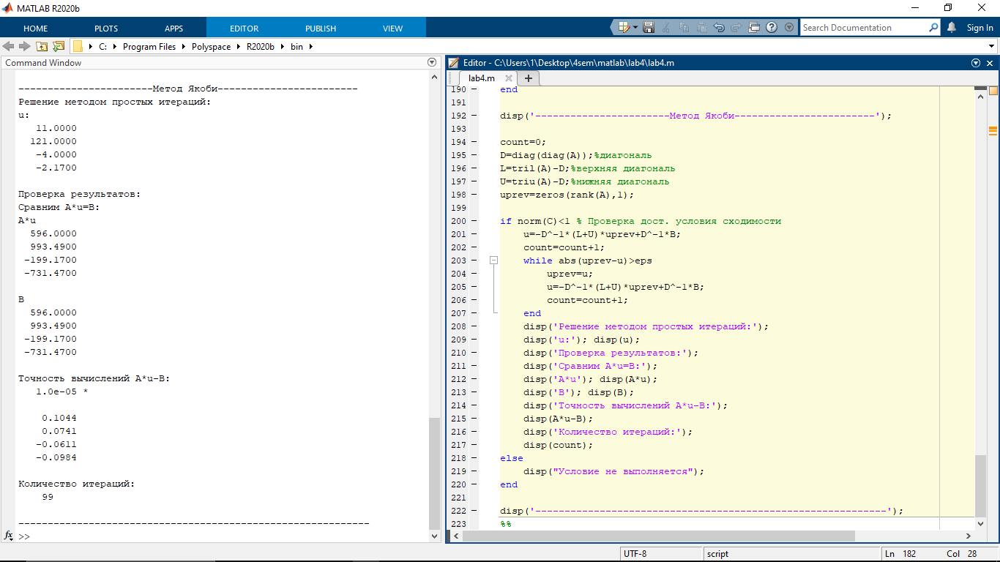 MATLAB R2020b
HOME PLOTS APPS EDITOR PUBLISH VIEW Search Documentation Sign In
C: Program Files Polyspace R2020b bin
Command Window
-----------------------Метод Якоби------------------------
Решение методом простых итераций:
u:
11.0000
121.0000
-4.0000
-2.1700
Проверка результатов:
Сравним A*u=B:
A*u
596.0000
993.4900
-199.1700
-731.4700
B
596.0000
993.4900
-199.1700
-731.4700
Точность вычислений A*u-B:
1.0e-05 *
0.1044
0.0741
-0.0611
-0.0984
Количество итераций:
99
------------------------------------------------------------
fx >>
Editor - C:\Users\1\Desktop\4sem\matlab\lab4\lab4.m
lab4.m
190 end
191
192 disp('-----------------------Метод Якоби------------------------');
193
194 count=0;
195 D=diag(diag(A));%диагональ
196 L=tril(A)-D;%верхняя диагональ
197 U=triu(A)-D;%нижняя диагональ
198 uprev=zeros(rank(A),1);
199
200 if norm(C)<1 % Проверка дост. условия сходимости
201 u=-D^-1*(L+U)*uprev+D^-1*B;
202 count=count+1;
203 while abs(uprev-u)>eps
204 uprev=u;
205 u=-D^-1*(L+U)*uprev+D^-1*B;
206 count=count+1;
207 end
208 disp('Решение методом простых итераций:');
209 disp('u:'); disp(u);
210 disp('Проверка результатов:');
211 disp('Сравним A*u=B:');
212 disp('A*u'); disp(A*u);
213 disp('B'); disp(B);
214 disp('Точность вычислений A*u-B:');
215 disp(A*u-B);
216 disp('Количество итераций:');
217 disp(count);
218 else
219 disp("Условие не выполняется");
220 end
221
222 disp('------------------------------------------------------------');
223 %%
UTF-8 script Ln 182 Col 28